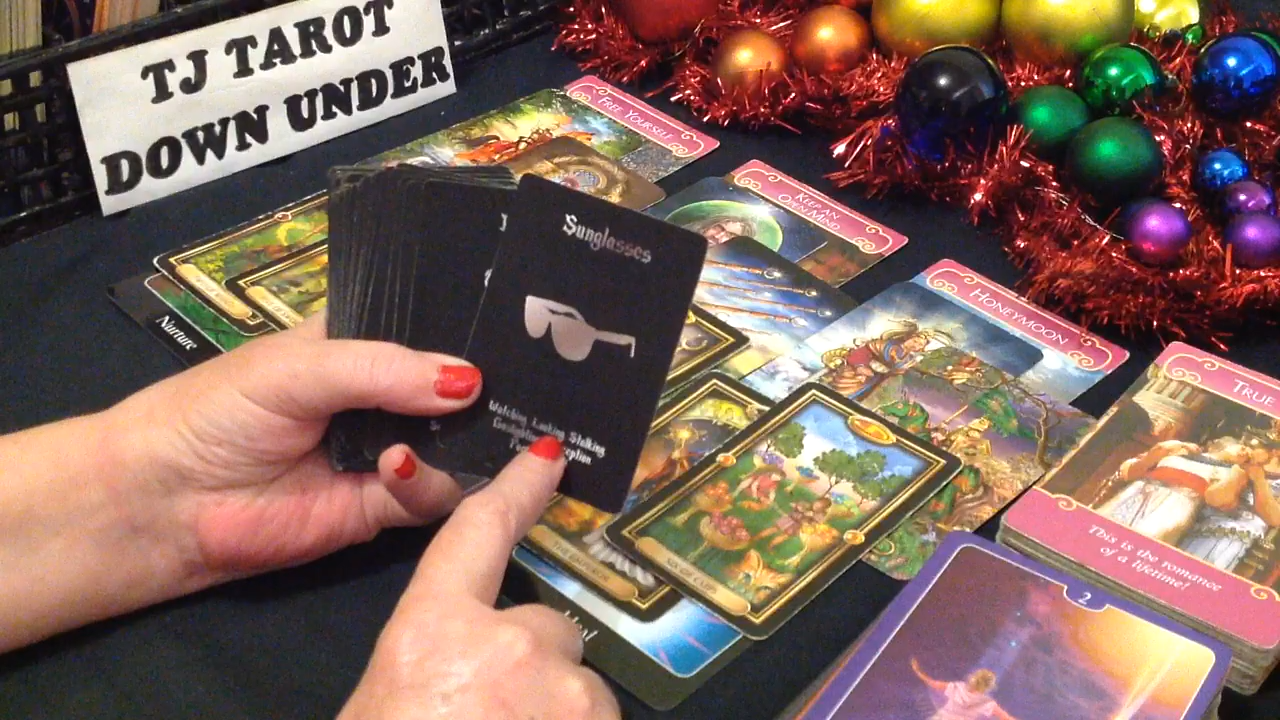 TJ TAROT
DOWN UNDER
FREE YOURSELF
KEEP AN
OPEN MIND
HONEYMOON
TRUE
This is the romance
of a lifetime!
Nurture
Sunglasses
Watching Looking Stalking
SIX OF CUPS
2